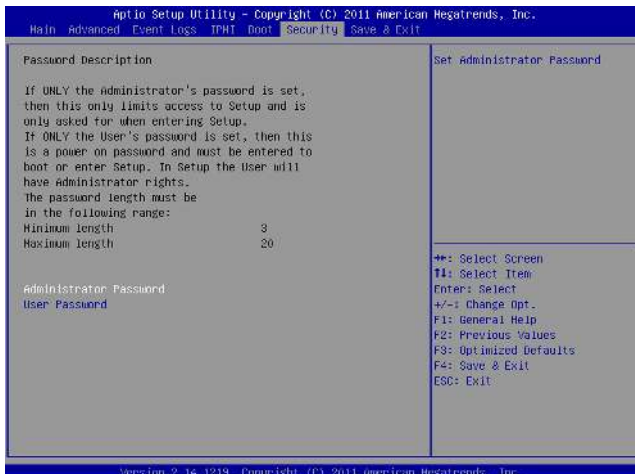 Aptio Setup Utility - Copyright (C) 2011 American Megatrends, Inc.
Main Advanced Event Logs IPMI Boot Security Save & Exit
Password Description
If ONLY the Administrator's password is set,
then this only limits access to Setup and is
only asked for when entering Setup.
If ONLY the User's password is set, then this
is a power on password and must be entered to
boot or enter Setup. In Setup the User will
have Administrator rights.
The password length must be
in the following range:
Minimum length 3
Maximum length 20
Administrator Password
User Password
Set Administrator Password
→←: Select Screen
↑↓: Select Item
Enter: Select
+/-: Change Opt.
F1: General Help
F2: Previous Values
F3: Optimized Defaults
F4: Save & Exit
ESC: Exit
Version 2.14.1219. Copyright (C) 2011 American Megatrends, Inc.